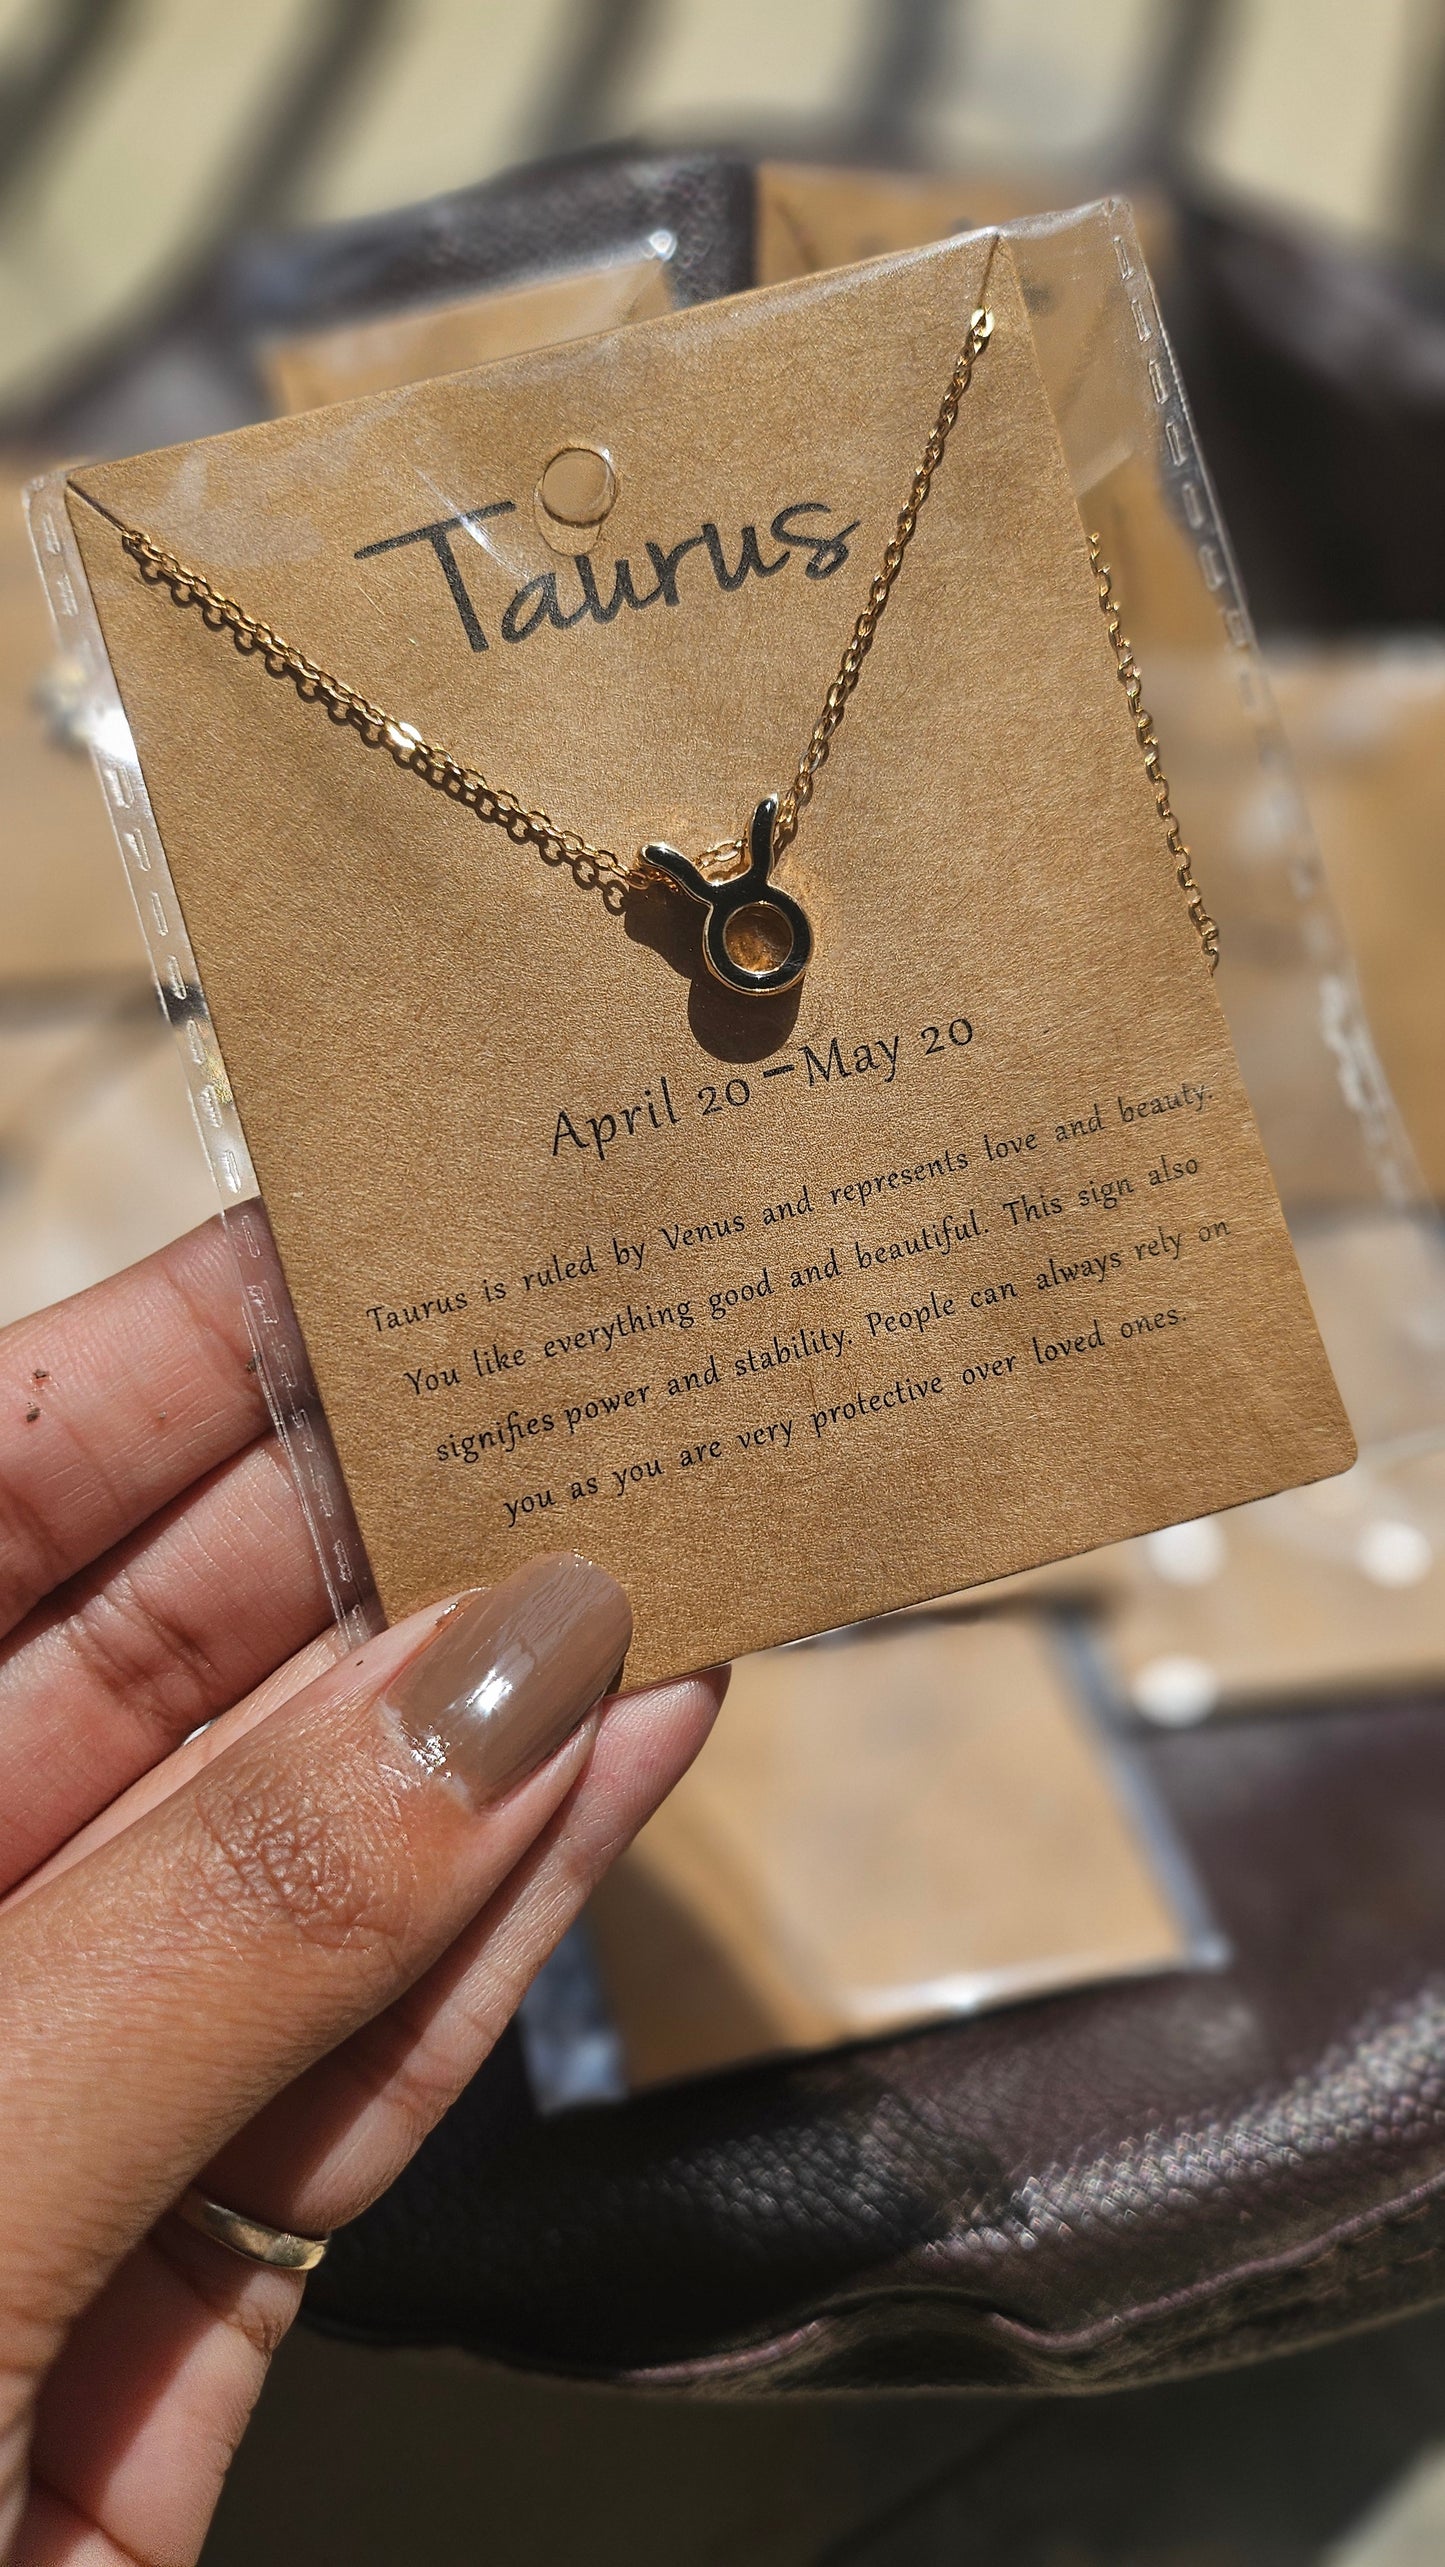 Taurus
April 20-May 20
Taurus is ruled by Venus and represents love and beauty.
You like everything good and beautiful. This sign also
signifies power and stability. People can always rely on
you as you are very protective over loved ones.